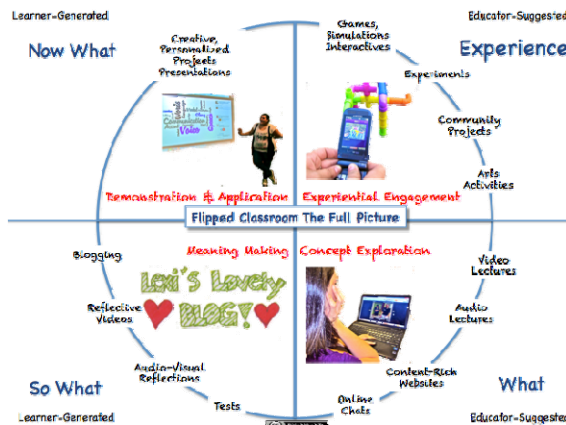 Learner-Generated
Educator-Suggested
Now What
Experience
Creative,
Personalized
Projects
Presentations
Games,
Simulations
Interactives
Experiments
Community
Projects
Arts
Activities
Demonstration & Application
Experiential Engagement
Flipped Classroom The Full Picture
Meaning Making
Concept Exploration
Blogging
Lexi's Lovely
BLOG!
Reflective
Videos
Audio-Visual
Reflections
Tests
Video
Lectures
Audio
Lectures
Content-Rich
Websites
Online
Chats
So What
What
Learner-Generated
Educator-Suggested